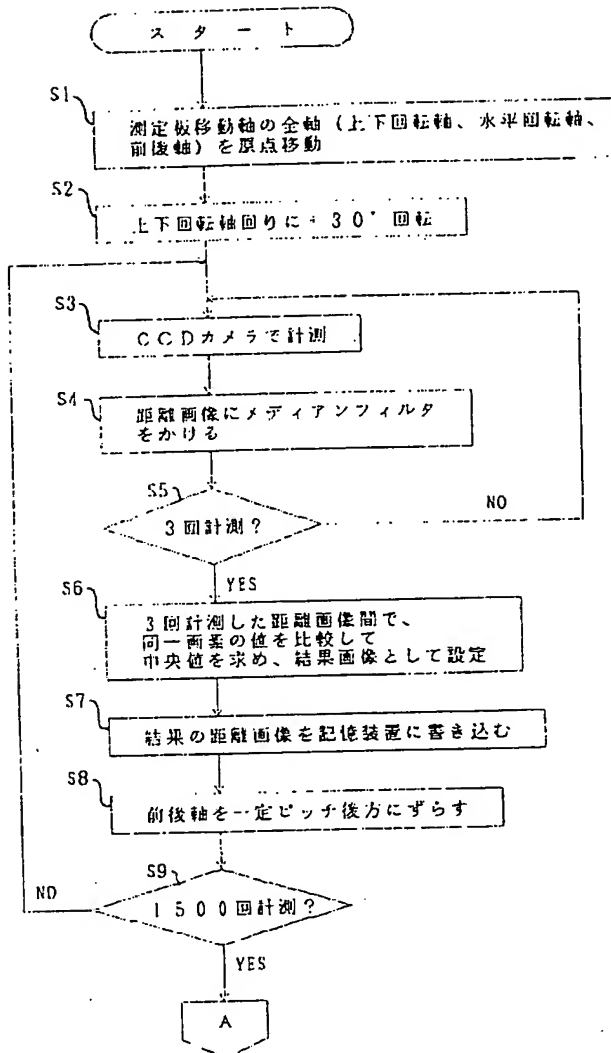 スタート
S1
測定板移動軸の全軸（上下回転軸、水平回転軸、
前後軸）を原点移動
S2
上下回転軸回りに 30°回転
S3
CCDカメラで計測
S4
距離画像にメディアンフィルタ
をかける
S5
3回計測？
NO
YES
S6
3回計測した距離画像間で、
同一画素の値を比較して
中央値を求め、結果画像として設定
S7
結果の距離画像を記憶装置に書き込む
S8
前後軸を一定ピッチ後方にずらす
S9
NO
1500回計測？
YES
A